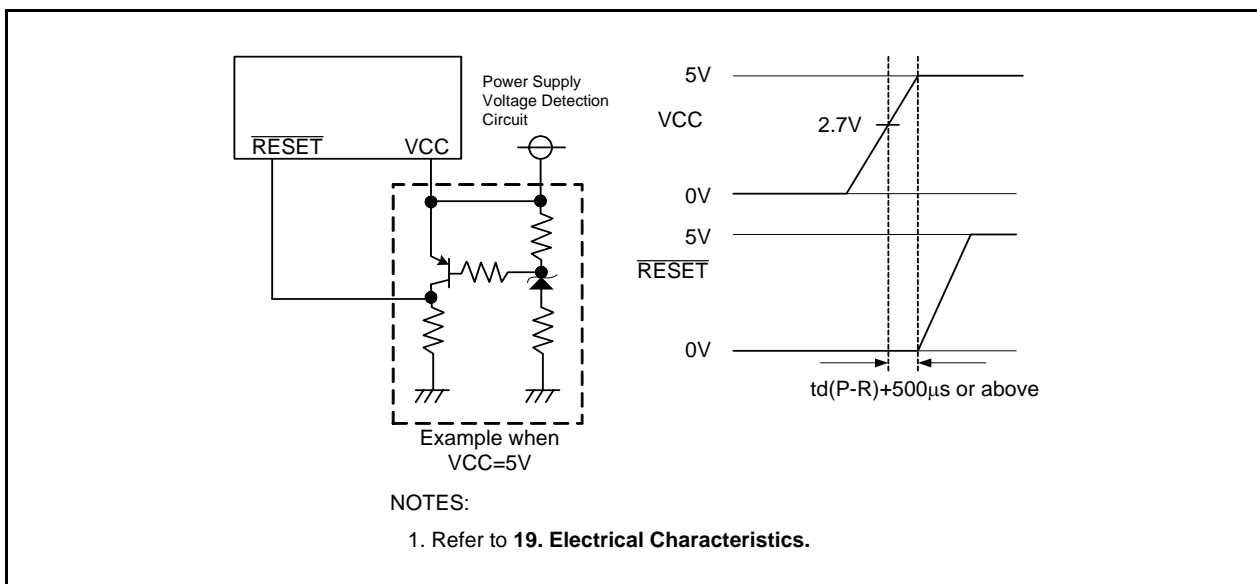 Power Supply
Voltage Detection
Circuit
RESET VCC
Example when
VCC=5V
5V
VCC
2.7V
0V
5V
RESET
0V
td(P-R)+500µs or above
NOTES:
1. Refer to 19. Electrical Characteristics.